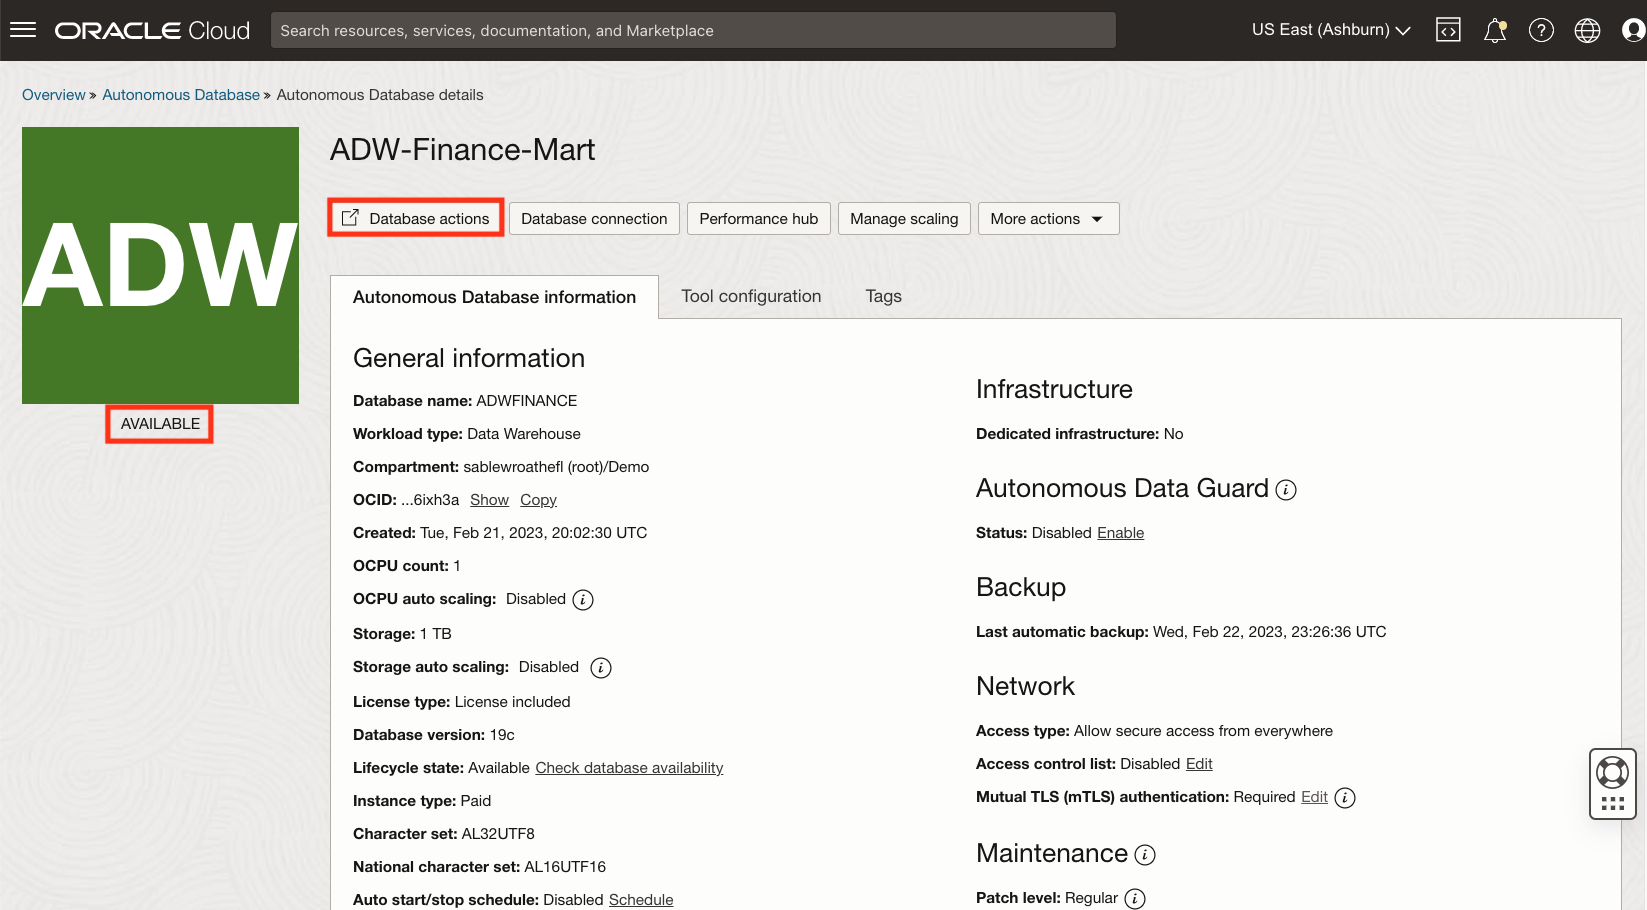 ORACLE Cloud
Search resources, services, documentation, and Marketplace
US East (Ashburn)
Overview » Autonomous Database » Autonomous Database details
ADW
AVAILABLE
ADW-Finance-Mart
Database actions
Database connection
Performance hub
Manage scaling
More actions
Autonomous Database information
Tool configuration
Tags
General information
Database name: ADWFINANCE
Workload type: Data Warehouse
Compartment: sablewroathefl (root)/Demo
OCID: ...6ixh3a Show Copy
Created: Tue, Feb 21, 2023, 20:02:30 UTC
OCPU count: 1
OCPU auto scaling: Disabled
Storage: 1 TB
Storage auto scaling: Disabled
License type: License included
Database version: 19c
Lifecycle state: Available Check database availability
Instance type: Paid
Character set: AL32UTF8
National character set: AL16UTF16
Auto start/stop schedule: Disabled Schedule
Infrastructure
Dedicated infrastructure: No
Autonomous Data Guard
Status: Disabled Enable
Backup
Last automatic backup: Wed, Feb 22, 2023, 23:26:36 UTC
Network
Access type: Allow secure access from everywhere
Access control list: Disabled Edit
Mutual TLS (mTLS) authentication: Required Edit
Maintenance
Patch level: Regular